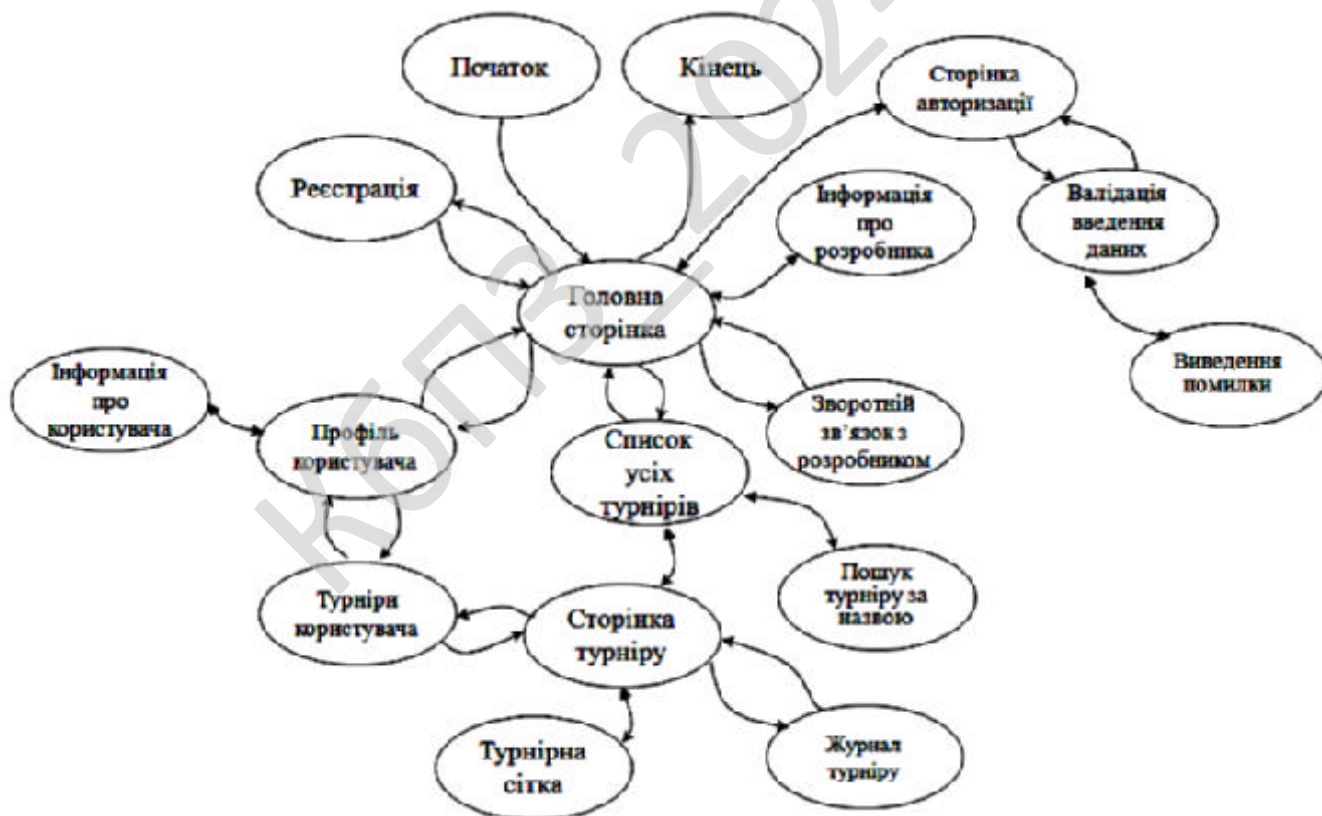 Початок
Кінець
Сторінка
авторизації
Реєстрація
Інформація
про
розробника
Валідація
введення
даних
Головна
сторінка
Інформація
про
користувача
Виведення
помилки
Профіль
користувача
Зворотній
зв'язок з
розробником
Список
усіх
турнірів
Пошук
турніру за
назвою
Турніри
користувача
Сторінка
турніру
Турнірна
сітка
Журнал
турніру